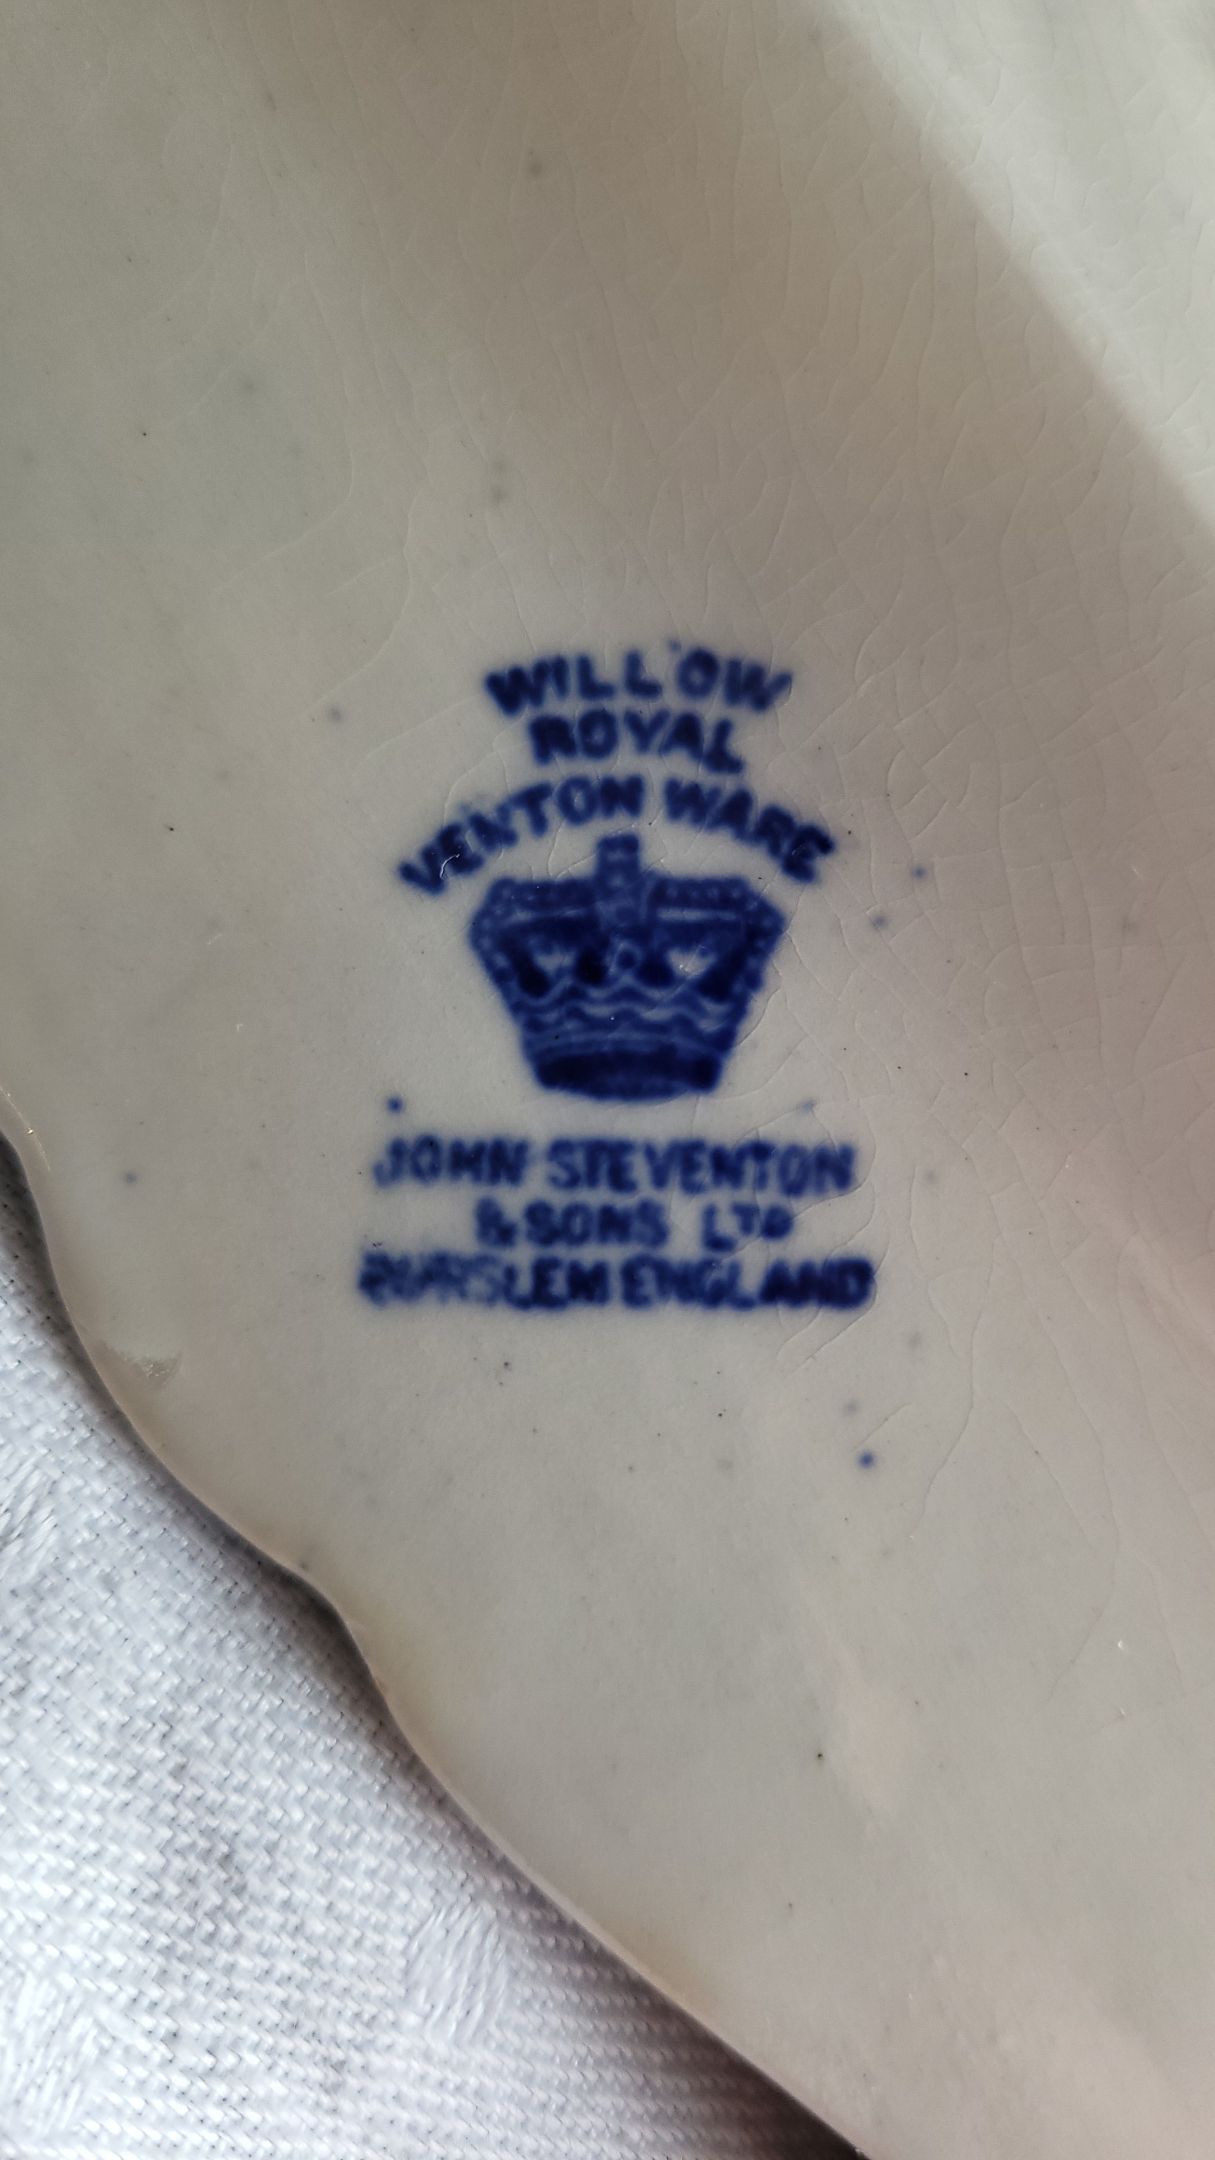 WILLOW
ROYAL
VENTON WARE
JOHN STEVENTON
& SONS LTD
BURSLEM ENGLAND